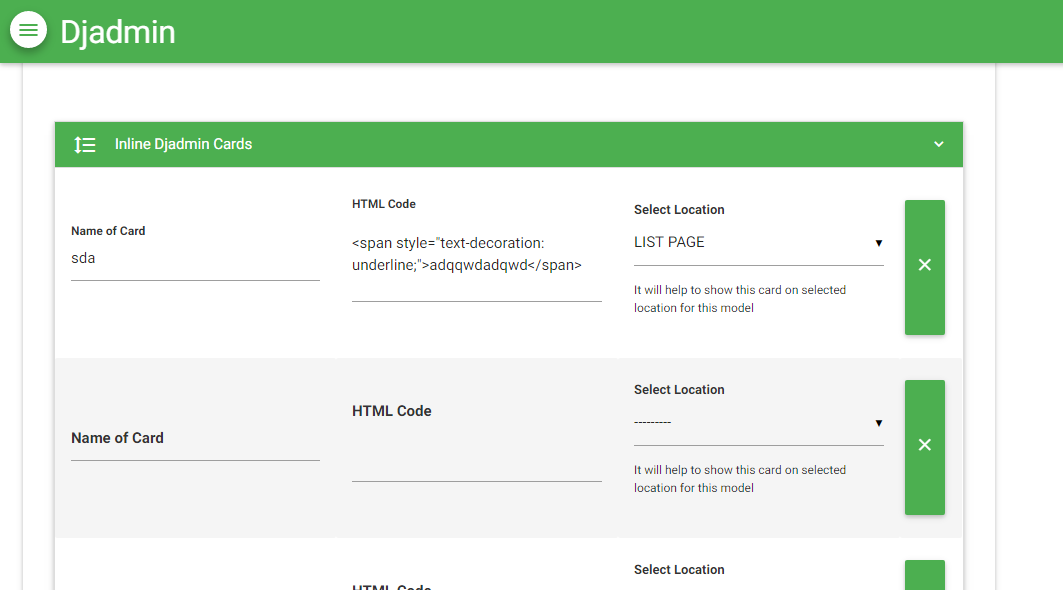 Djadmin
Inline Djadmin Cards
Name of Card
sda
HTML Code
<span style="text-decoration:
underline;">adqqwdadqwd</span>
Select Location
LIST PAGE
It will help to show this card on selected
location for this model
Name of Card
HTML Code
Select Location
---------
It will help to show this card on selected
location for this model
HTML Code
Select Location